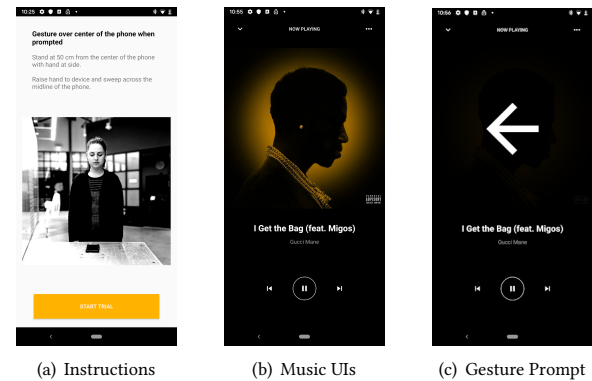 10:25
Gesture over center of the phone when
prompted
Stand at 50 cm from the center of the phone
with hand at side.
Raise hand to device and sweep across the
midline of the phone.
START TRIAL
(a) Instructions
10:55
NOW PLAYING
I Get the Bag (feat. Migos)
Gucci Mane
(b) Music UIs
10:56
NOW PLAYING
I Get the Bag (feat. Migos)
Gucci Mane
(c) Gesture Prompt